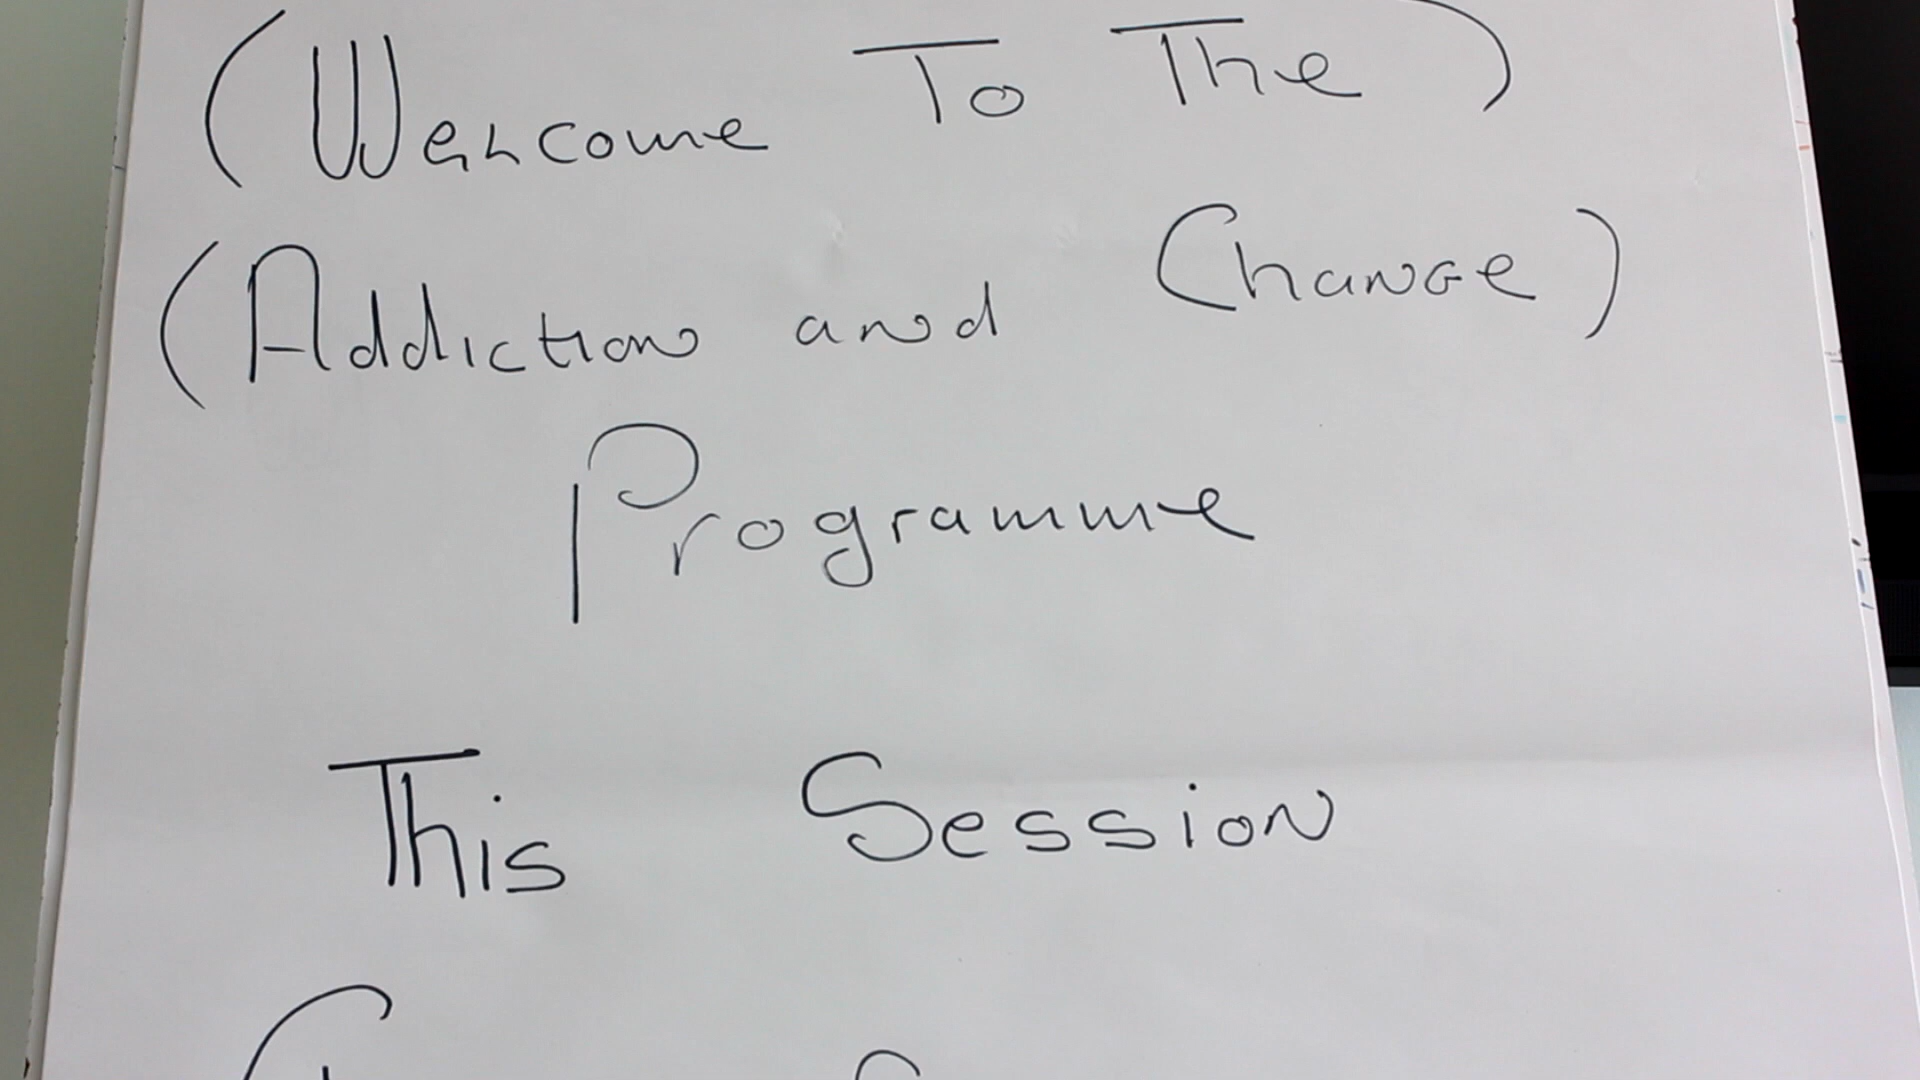 (Welcome To The)
(Addiction and Change)
Programme
This Session